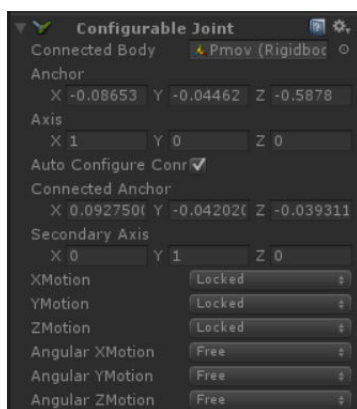 Configurable Joint
Connected Body Pmov (Rigidboc
Anchor
X -0.08653 Y -0.04462 Z -0.5878
Axis
X 1 Y 0 Z 0
Auto Configure Conr
Connected Anchor
X 0.092750( Y -0.042020 Z -0.039311
Secondary Axis
X 0 Y 1 Z 0
XMotion Locked
YMotion Locked
ZMotion Locked
Angular XMotion Free
Angular YMotion Free
Angular ZMotion Free